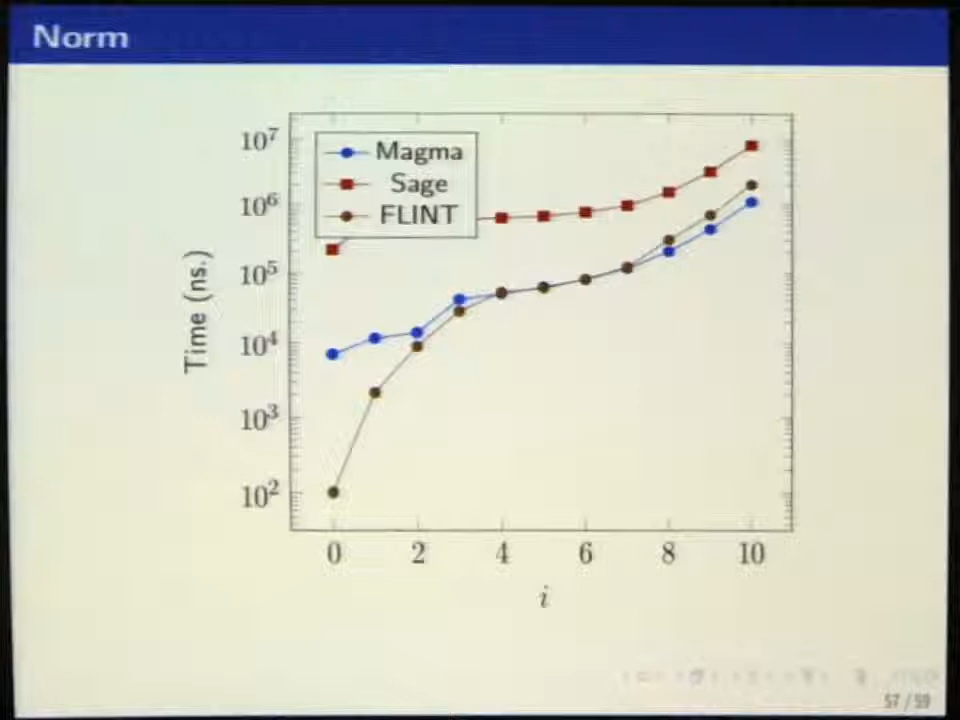 Norm
Magma
Sage
FLINT
10^7
10^6
10^5
10^4
10^3
10^2
Time (ns.)
0 2 4 6 8 10
i
57 / 59